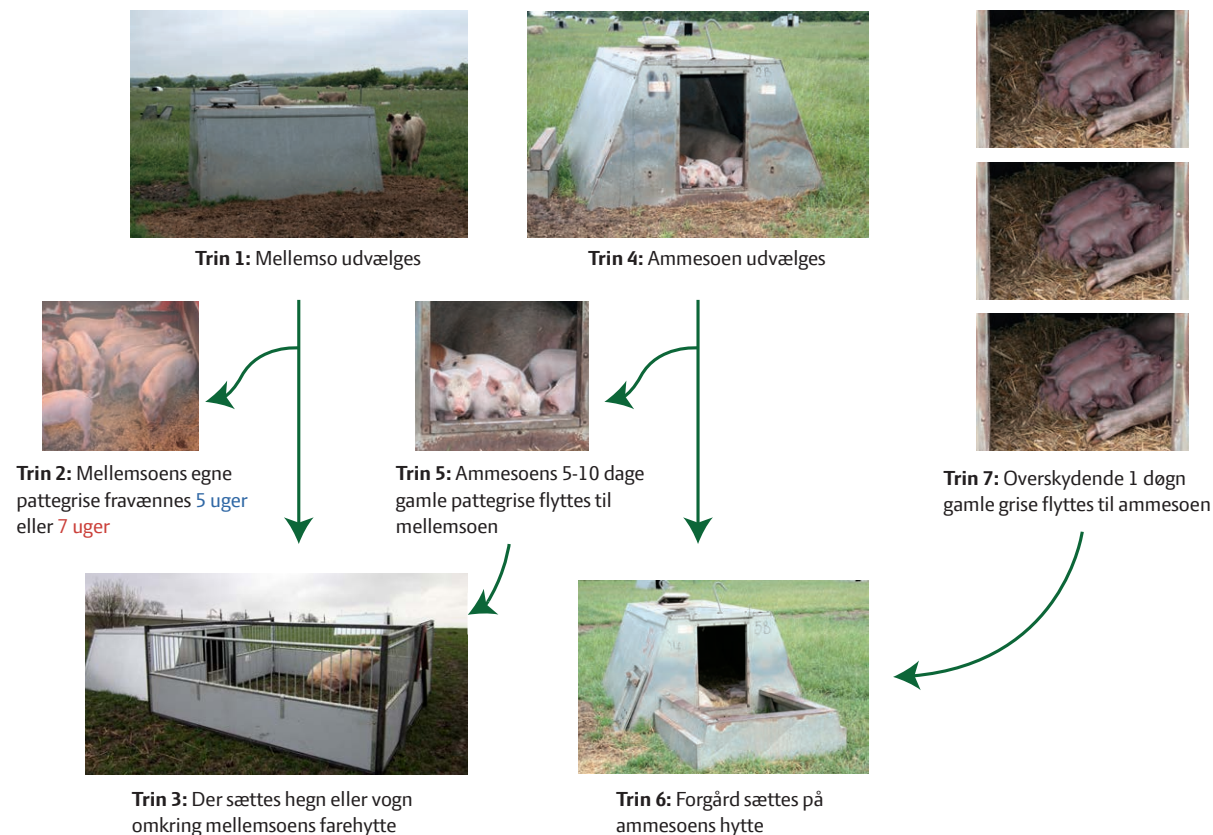 Trin 1: Mellemso udvælges
Trin 4: Ammesoen udvælges
Trin 2: Mellemsoens egne
pattegrise fravænnes 5 uger
eller 7 uger
Trin 5: Ammesoens 5-10 dage
gamle pattegrise flyttes til
mellemsoen
Trin 7: Overskydende 1 døgn
gamle grise flyttes til ammesoen
Trin 3: Der sættes hegn eller vogn
omkring mellemsoens farehytte
Trin 6: Forgård sættes på
ammesoens hytte
58